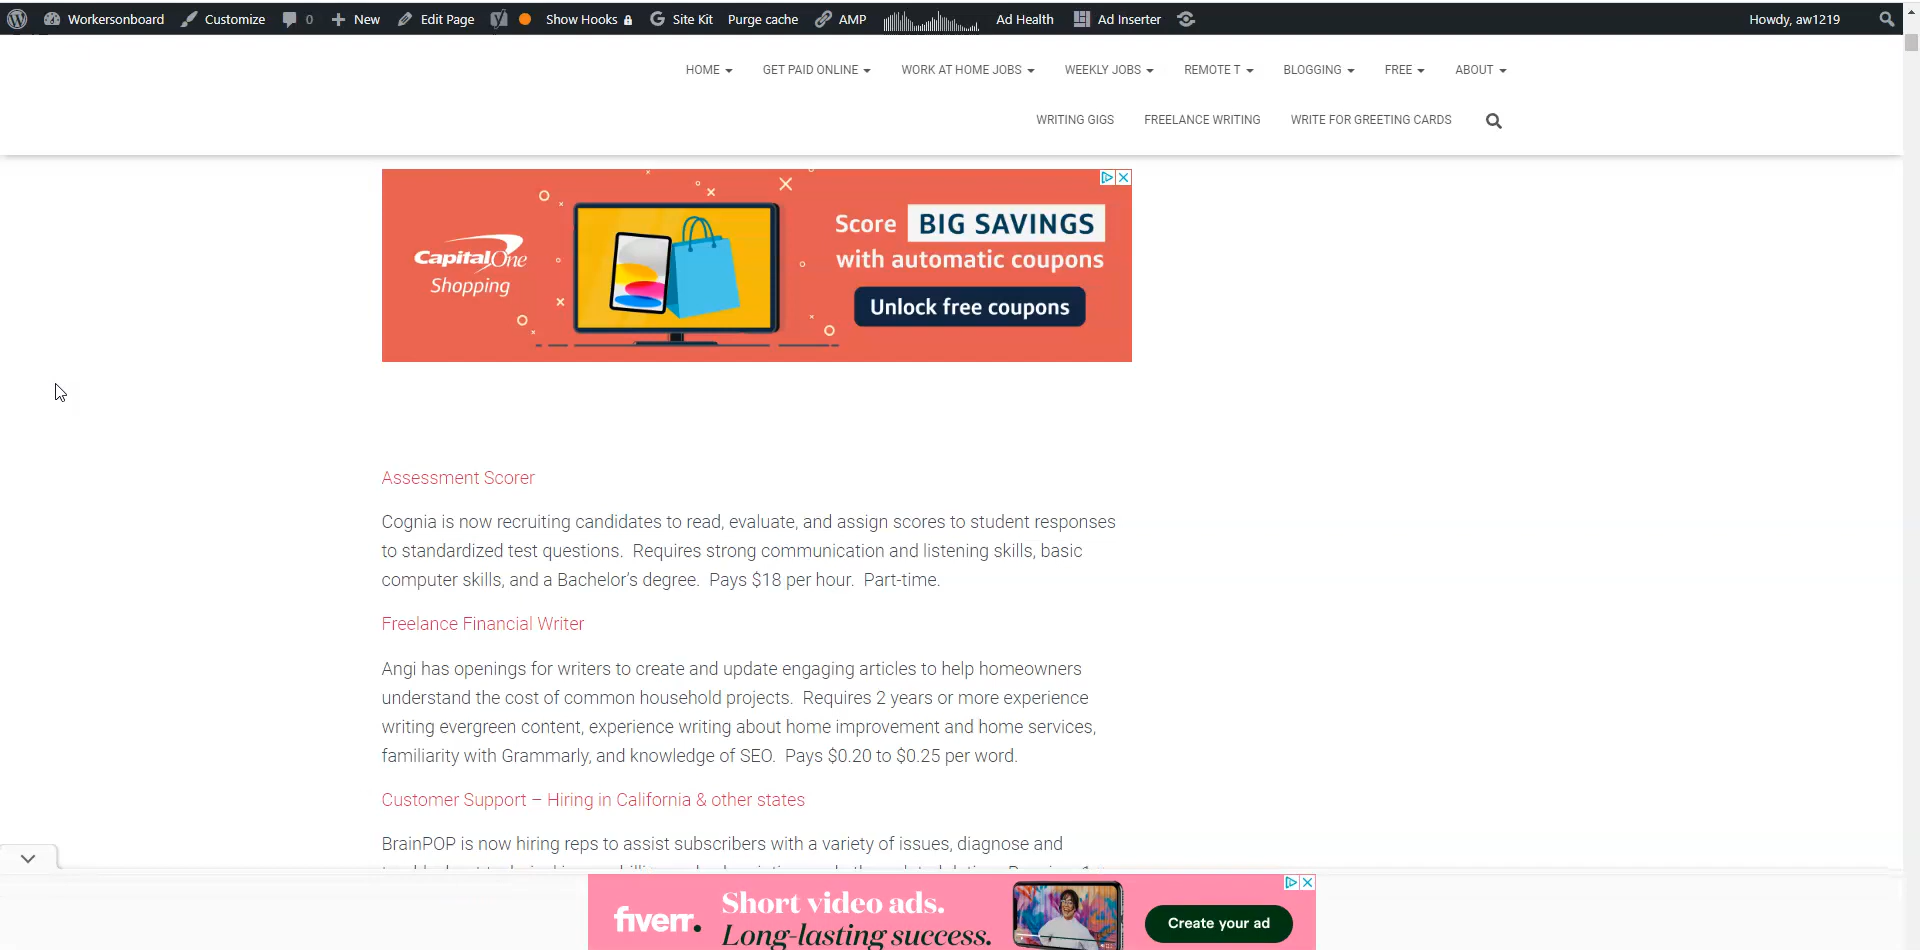 Workersonboard Customize 0 New Edit Page Show Hooks Site Kit Purge cache AMP Ad Health Ad Inserter Howdy, aw1219
HOME GET PAID ONLINE WORK AT HOME JOBS WEEKLY JOBS REMOTE T BLOGGING FREE ABOUT
WRITING GIGS FREELANCE WRITING WRITE FOR GREETING CARDS
CapitalOne
Shopping
Score BIG SAVINGS
with automatic coupons
Unlock free coupons
Assessment Scorer
Cognia is now recruiting candidates to read, evaluate, and assign scores to student responses
to standardized test questions.  Requires strong communication and listening skills, basic
computer skills, and a Bachelor’s degree.  Pays $18 per hour.  Part-time.
Freelance Financial Writer
Angi has openings for writers to create and update engaging articles to help homeowners
understand the cost of common household projects.  Requires 2 years or more experience
writing evergreen content, experience writing about home improvement and home services,
familiarity with Grammarly, and knowledge of SEO.  Pays $0.20 to $0.25 per word.
Customer Support – Hiring in California & other states
BrainPOP is now hiring reps to assist subscribers with a variety of issues, diagnose and
fiverr.
Short video ads.
Long-lasting success.
Create your ad